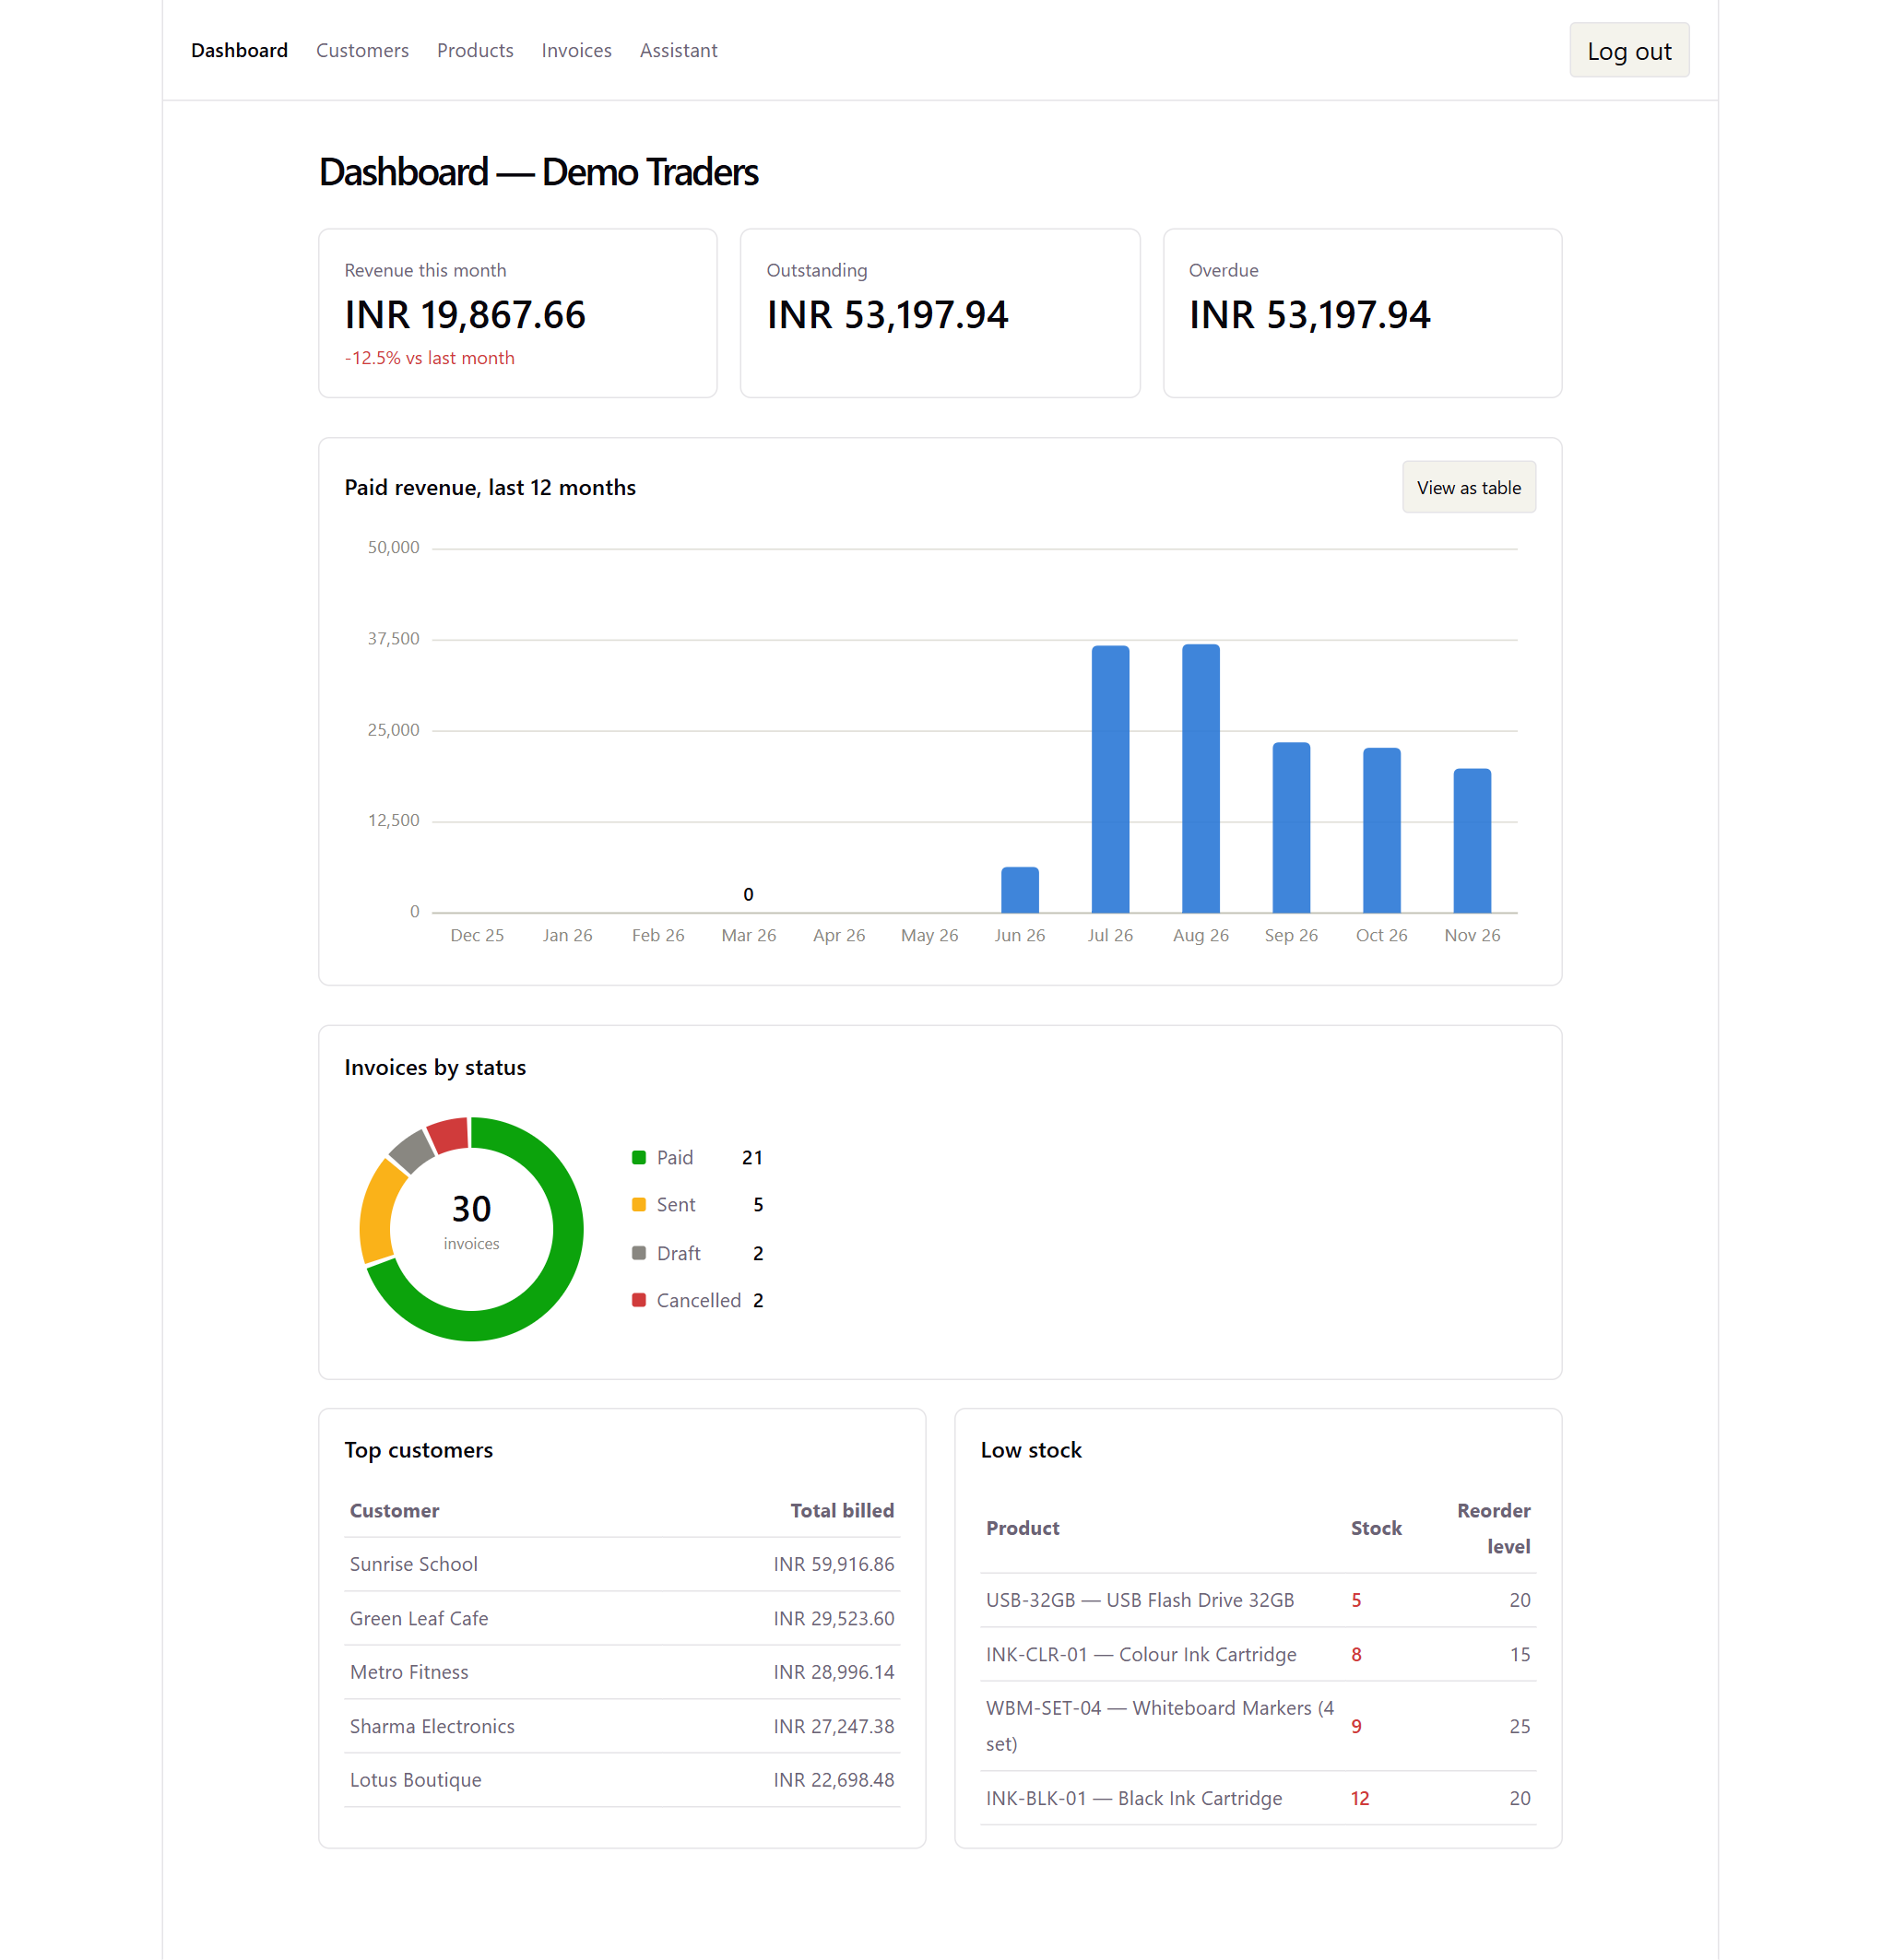 Dashboard Customers Products Invoices Assistant Log out
Dashboard — Demo Traders
Revenue this month
INR 19,867.66
-12.5% vs last month
Outstanding
INR 53,197.94
Overdue
INR 53,197.94
Paid revenue, last 12 months
View as table
50,000
37,500
25,000
12,500
0
0
Dec 25 Jan 26 Feb 26 Mar 26 Apr 26 May 26 Jun 26 Jul 26 Aug 26 Sep 26 Oct 26 Nov 26
Invoices by status
30
invoices
Paid 21
Sent 5
Draft 2
Cancelled 2
Top customers
Customer Total billed
Sunrise School INR 59,916.86
Green Leaf Cafe INR 29,523.60
Metro Fitness INR 28,996.14
Sharma Electronics INR 27,247.38
Lotus Boutique INR 22,698.48
Low stock
Product Stock Reorder
level
USB-32GB — USB Flash Drive 32GB 5 20
INK-CLR-01 — Colour Ink Cartridge 8 15
WBM-SET-04 — Whiteboard Markers (4
set) 9 25
INK-BLK-01 — Black Ink Cartridge 12 20